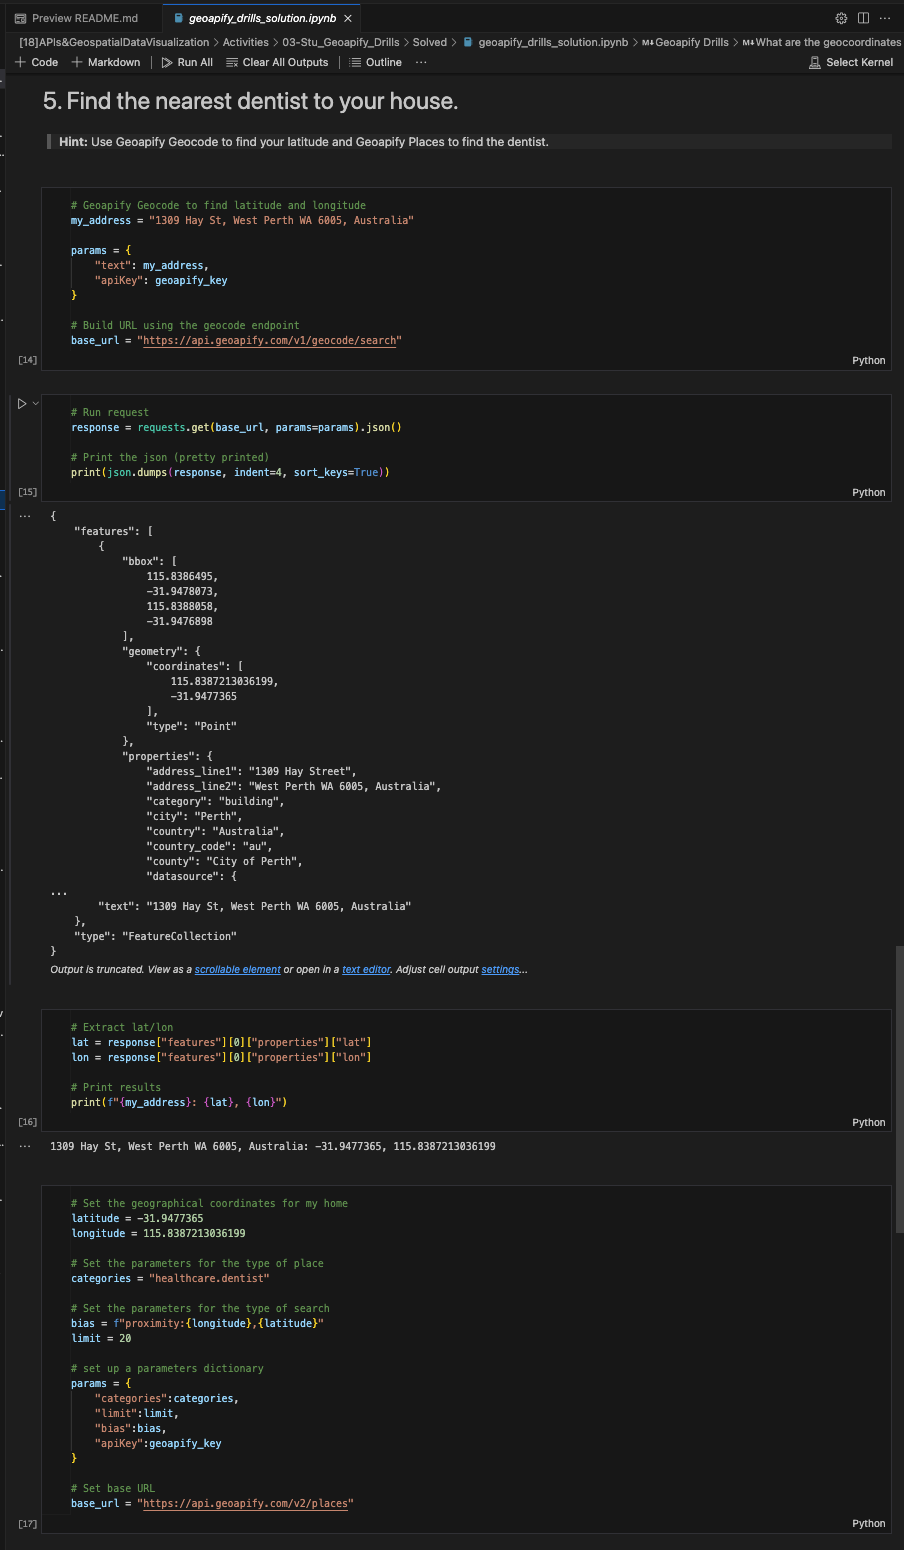 Preview README.md
geoapify_drills_solution.ipynb
[18]APIs&GeospatialDataVisualization > Activities > 03-Stu_Geoapify_Drills > Solved > geoapify_drills_solution.ipynb > M↓Geoapify Drills > M↓What are the geocoordinates
+ Code + Markdown Run All Clear All Outputs Outline ... Select Kernel
5. Find the nearest dentist to your house.
Hint: Use Geoapify Geocode to find your latitude and Geoapify Places to find the dentist.
# Geoapify Geocode to find latitude and longitude
my_address = "1309 Hay St, West Perth WA 6005, Australia"
params = {
"text": my_address,
"apiKey": geoapify_key
}
# Build URL using the geocode endpoint
base_url = "https://api.geoapify.com/v1/geocode/search"
[14] Python
# Run request
response = requests.get(base_url, params=params).json()
# Print the json (pretty printed)
print(json.dumps(response, indent=4, sort_keys=True))
[15] Python
... {
"features": [
{
"bbox": [
115.8386495,
-31.9478073,
115.8388058,
-31.9476898
],
"geometry": {
"coordinates": [
115.8387213036199,
-31.9477365
],
"type": "Point"
},
"properties": {
"address_line1": "1309 Hay Street",
"address_line2": "West Perth WA 6005, Australia",
"category": "building",
"city": "Perth",
"country": "Australia",
"country_code": "au",
"county": "City of Perth",
"datasource": {
...
"text": "1309 Hay St, West Perth WA 6005, Australia"
},
"type": "FeatureCollection"
}
Output is truncated. View as a scrollable element or open in a text editor. Adjust cell output settings...
# Extract lat/lon
lat = response["features"][0]["properties"]["lat"]
lon = response["features"][0]["properties"]["lon"]
# Print results
print(f"{my_address}: {lat}, {lon}")
[16] Python
... 1309 Hay St, West Perth WA 6005, Australia: -31.9477365, 115.8387213036199
# Set the geographical coordinates for my home
latitude = -31.9477365
longitude = 115.8387213036199
# Set the parameters for the type of place
categories = "healthcare.dentist"
# Set the parameters for the type of search
bias = f"proximity:{longitude},{latitude}"
limit = 20
# set up a parameters dictionary
params = {
"categories":categories,
"limit":limit,
"bias":bias,
"apiKey":geoapify_key
}
# Set base URL
base_url = "https://api.geoapify.com/v2/places"
[17] Python